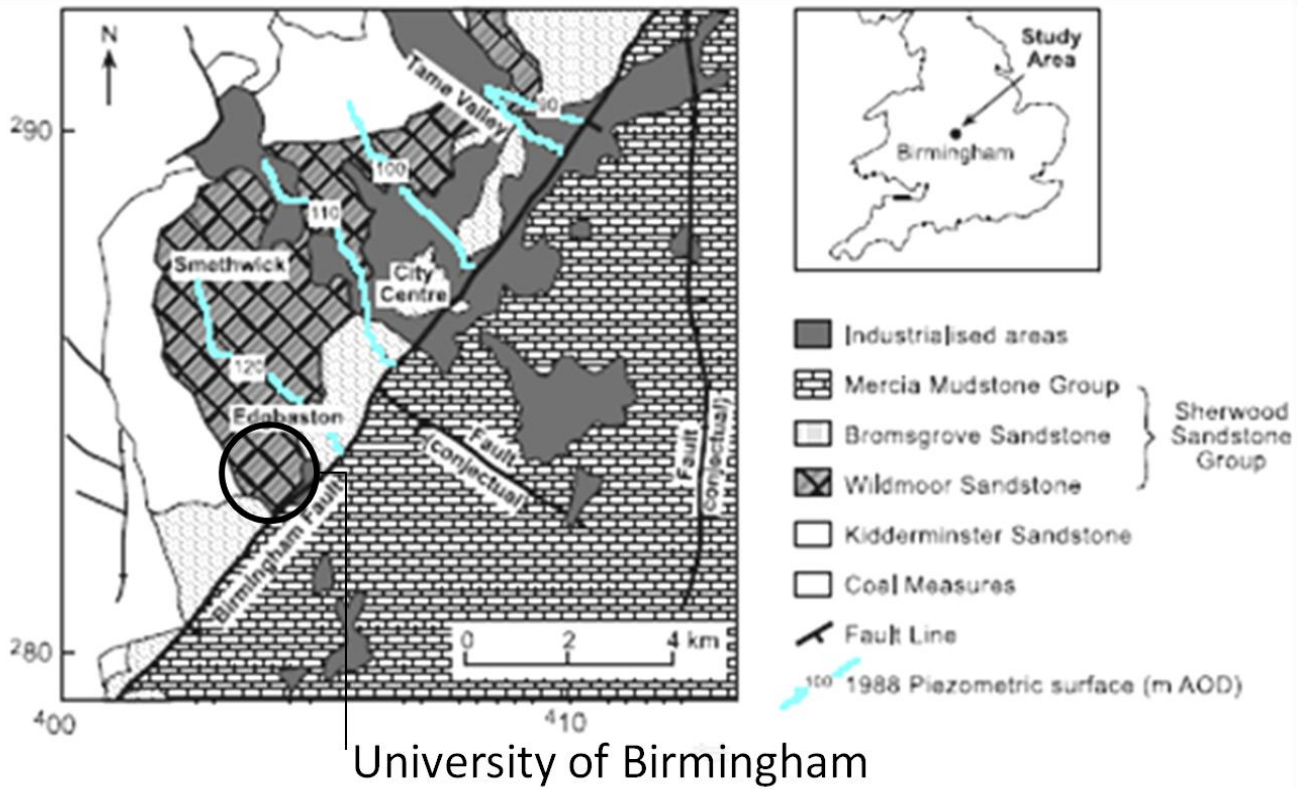 N
Tame Valley
90
290
100
110
Smethwick
City
Centre
120
Edgbaston
Fault
(conjectual)
Fault
(conjectual)
Birmingham Fault
0 2 4 km
280
400
410
University of Birmingham
Study
Area
Birmingham
Industrialised areas
Mercia Mudstone Group
Bromsgrove Sandstone
Wildmoor Sandstone
Sherwood
Sandstone
Group
Kidderminster Sandstone
Coal Measures
Fault Line
100 1988 Piezometric surface (m AOD)